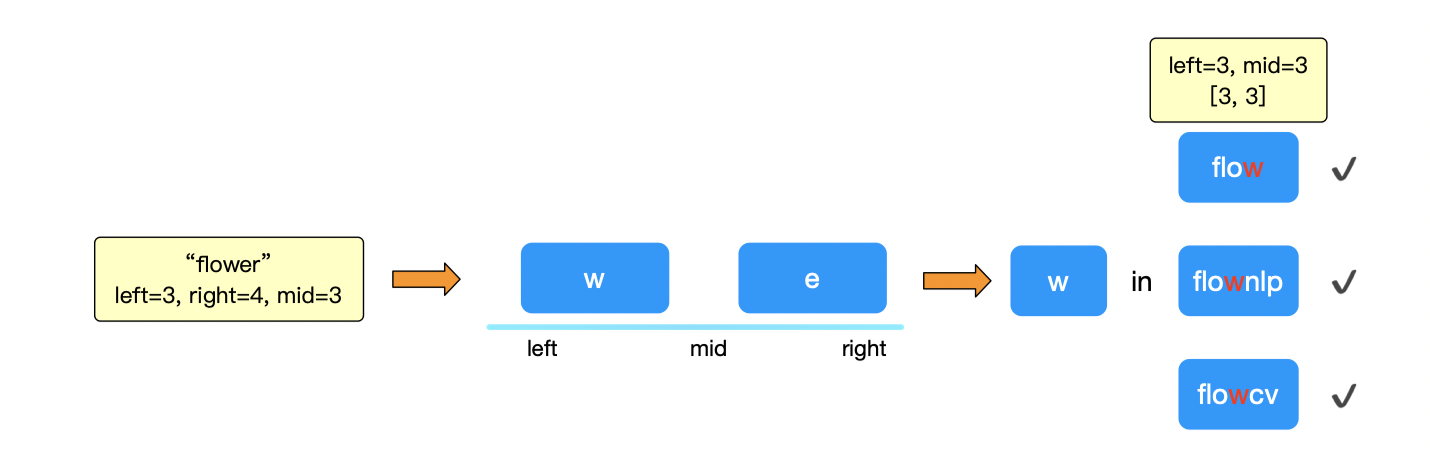 “flower”
left=3, right=4, mid=3
w
e
left
mid
right
w
in
left=3, mid=3
[3, 3]
flow
flownlp
flowcv